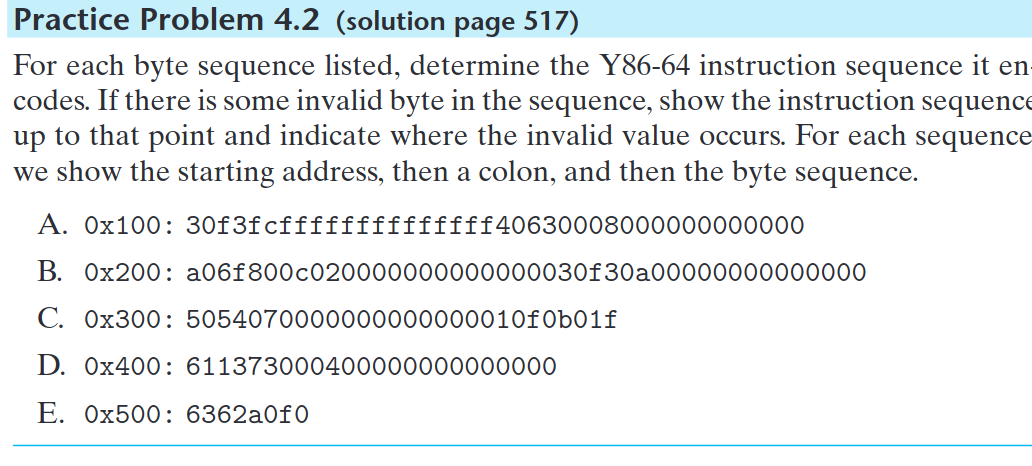 Practice Problem 4.2 (solution page 517)
For each byte sequence listed, determine the Y86-64 instruction sequence it en-
codes. If there is some invalid byte in the sequence, show the instruction sequence
up to that point and indicate where the invalid value occurs. For each sequence
we show the starting address, then a colon, and then the byte sequence.
A. 0x100: 30f3fcffffffffffffff40630008000000000000
B. 0x200: a06f800c020000000000000030f30a00000000000000
C. 0x300: 5054070000000000000010f0b01f
D. 0x400: 611373000400000000000000
E. 0x500: 6362a0f0